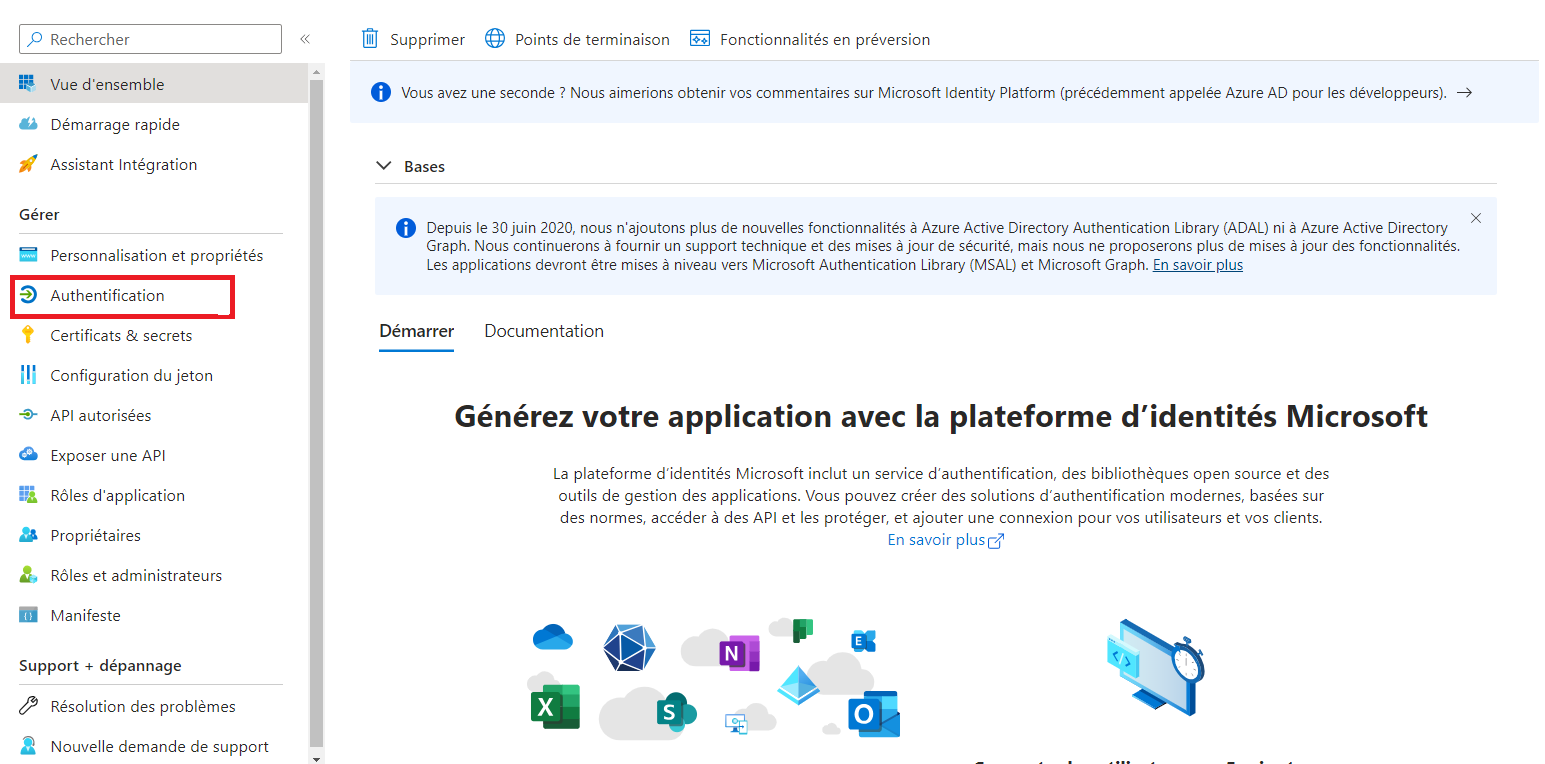 Rechercher
Supprimer
Points de terminaison
Fonctionnalités en préversion
Vue d'ensemble
Démarrage rapide
Assistant Intégration
Gérer
Personnalisation et propriétés
Authentification
Certificats & secrets
Configuration du jeton
API autorisées
Exposer une API
Rôles d'application
Propriétaires
Rôles et administrateurs
Manifeste
Support + dépannage
Résolution des problèmes
Nouvelle demande de support
Vous avez une seconde ? Nous aimerions obtenir vos commentaires sur Microsoft Identity Platform (précédemment appelée Azure AD pour les développeurs). →
Bases
Depuis le 30 juin 2020, nous n'ajoutons plus de nouvelles fonctionnalités à Azure Active Directory Authentication Library (ADAL) ni à Azure Active Directory
Graph. Nous continuerons à fournir un support technique et des mises à jour de sécurité, mais nous ne proposerons plus de mises à jour des fonctionnalités.
Les applications devront être mises à niveau vers Microsoft Authentication Library (MSAL) et Microsoft Graph. En savoir plus
Démarrer
Documentation
Générez votre application avec la plateforme d’identités Microsoft
La plateforme d’identités Microsoft inclut un service d’authentification, des bibliothèques open source et des
outils de gestion des applications. Vous pouvez créer des solutions d’authentification modernes, basées sur
des normes, accéder à des API et les protéger, et ajouter une connexion pour vos utilisateurs et vos clients.
En savoir plus
N
E
X
S
O